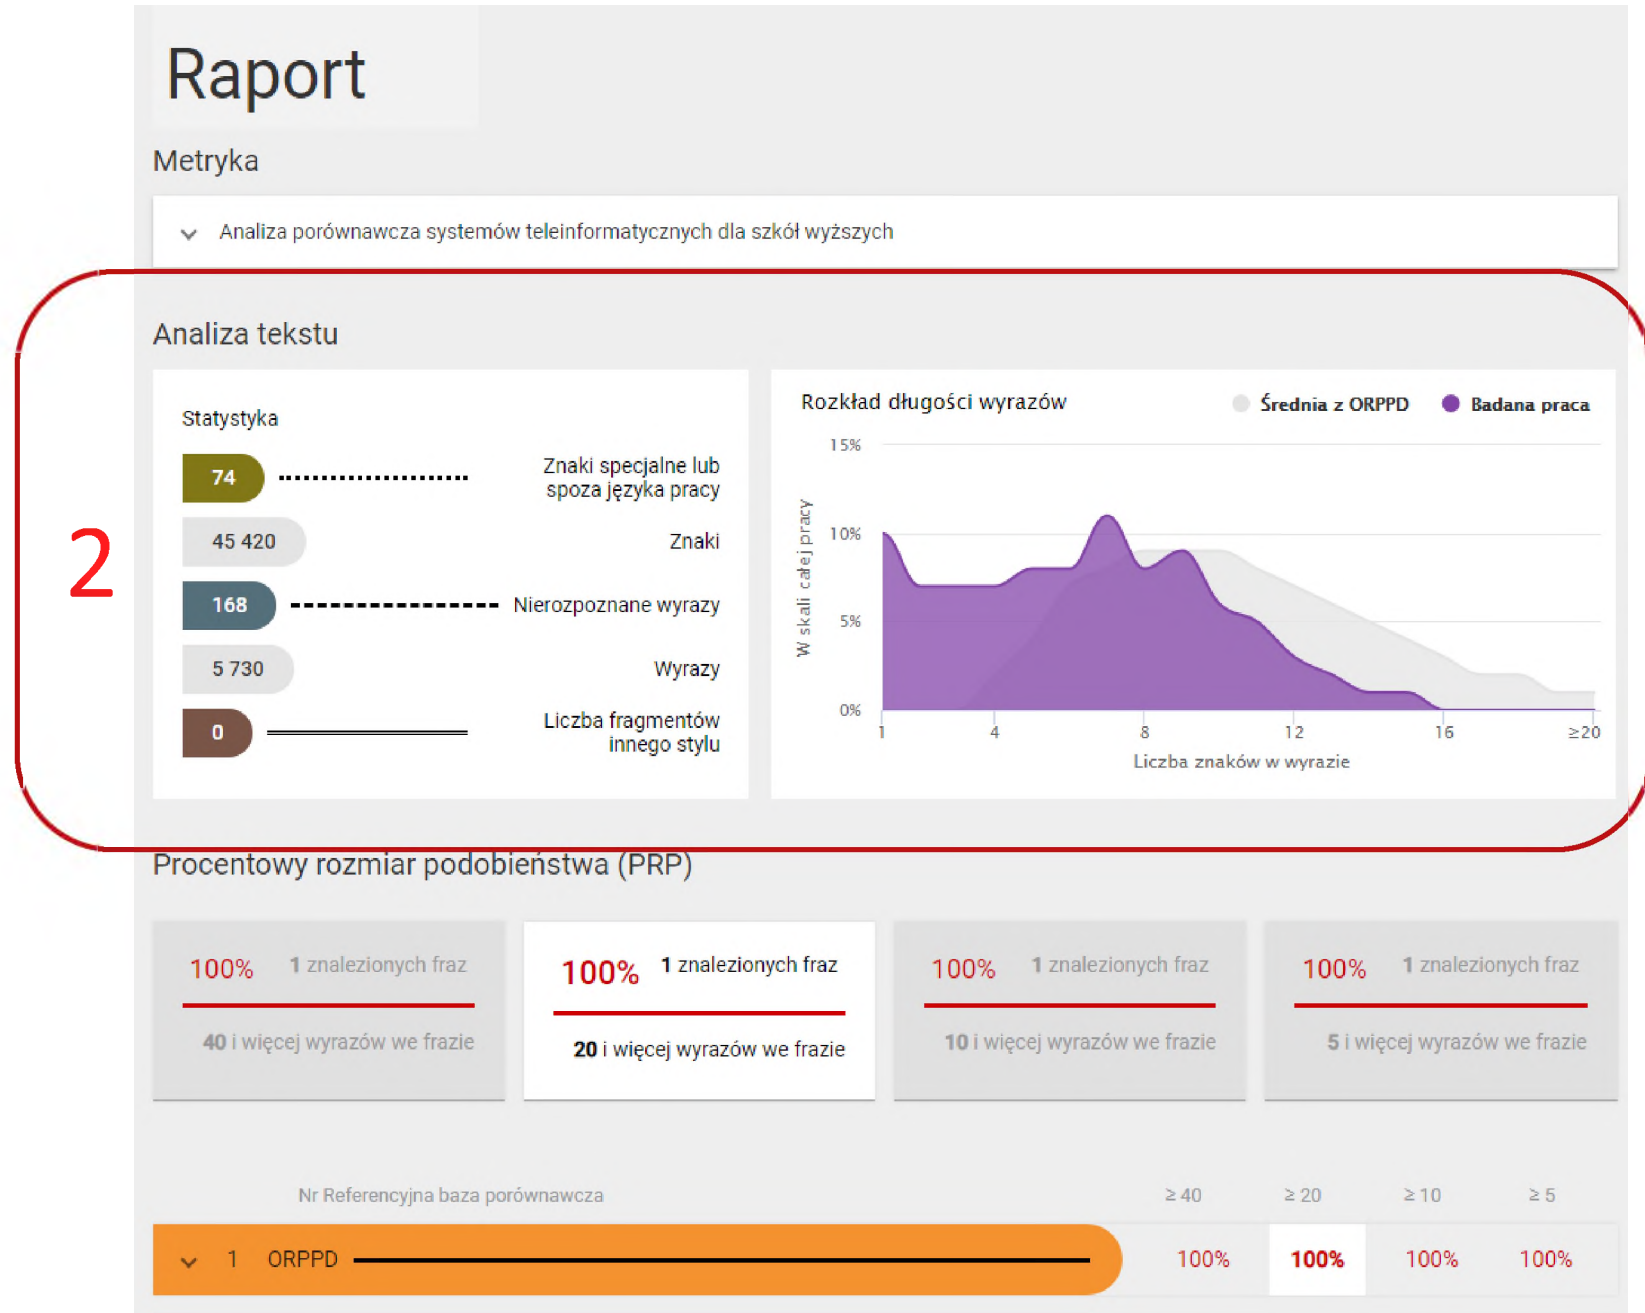 Raport
Metryka
Analiza porównawcza systemów teleinformatycznych dla szkół wyższych
2
Analiza tekstu
Statystyka
74
Znaki specjalne lub
spoza języka pracy
45 420
Znaki
168
Nierozpoznane wyrazy
5 730
Wyrazy
0
Liczba fragmentów
innego stylu
Rozkład długości wyrazów
Średnia z ORPPD
Badana praca
W skali całej pracy
15%
10%
5%
0%
1 4 8 12 16 ≥20
Liczba znaków w wyrazie
Procentowy rozmiar podobieństwa (PRP)
100% 1 znalezionych fraz
40 i więcej wyrazów we frazie
100% 1 znalezionych fraz
20 i więcej wyrazów we frazie
100% 1 znalezionych fraz
10 i więcej wyrazów we frazie
100% 1 znalezionych fraz
5 i więcej wyrazów we frazie
Nr Referencyjna baza porównawcza ≥ 40 ≥ 20 ≥ 10 ≥ 5
1 ORPPD 100% 100% 100% 100%